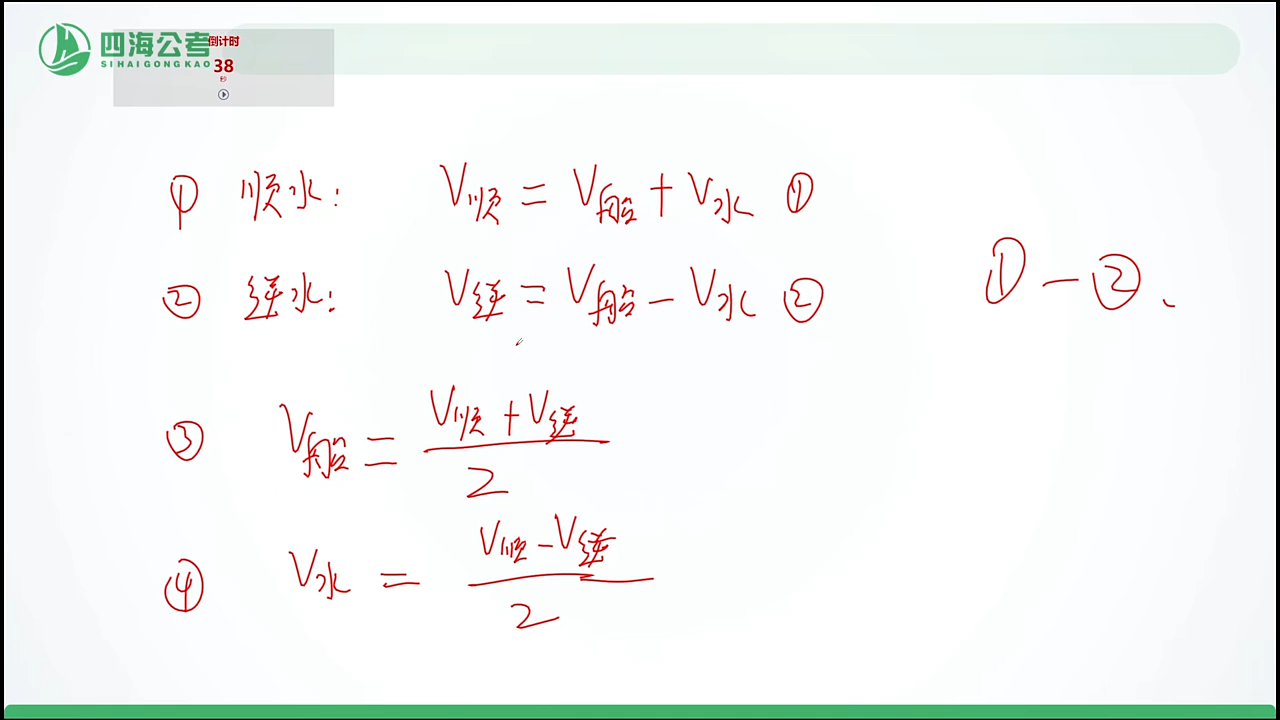 四海公考
SIHAIGONGKAO
倒计时
38
秒
① 顺水: V顺 = V船 + V水 ①
② 逆水: V逆 = V船 - V水 ②
① - ②、
③ V船 = (V顺 + V逆) / 2
④ V水 = (V顺 - V逆) / 2